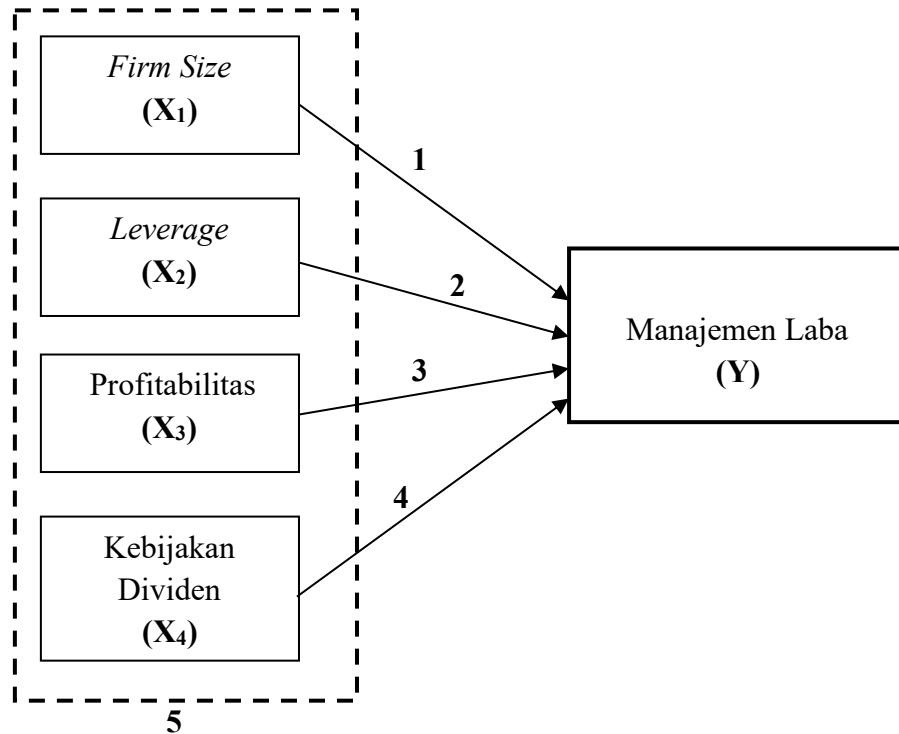 Firm Size
(X₁)
1
Leverage
(X₂)
2
Manajemen Laba
(Y)
Profitabilitas
(X₃)
3
4
Kebijakan
Dividen
(X₄)
5